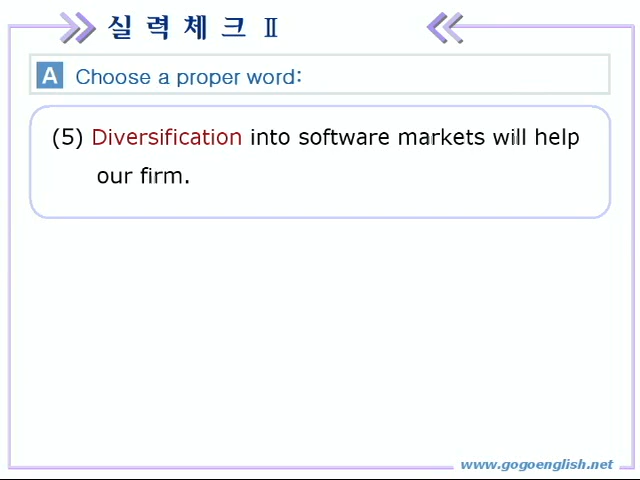 실력체크 Ⅱ
A Choose a proper word:
(5) Diversification into software markets will help
our firm.
www.gogoenglish.net